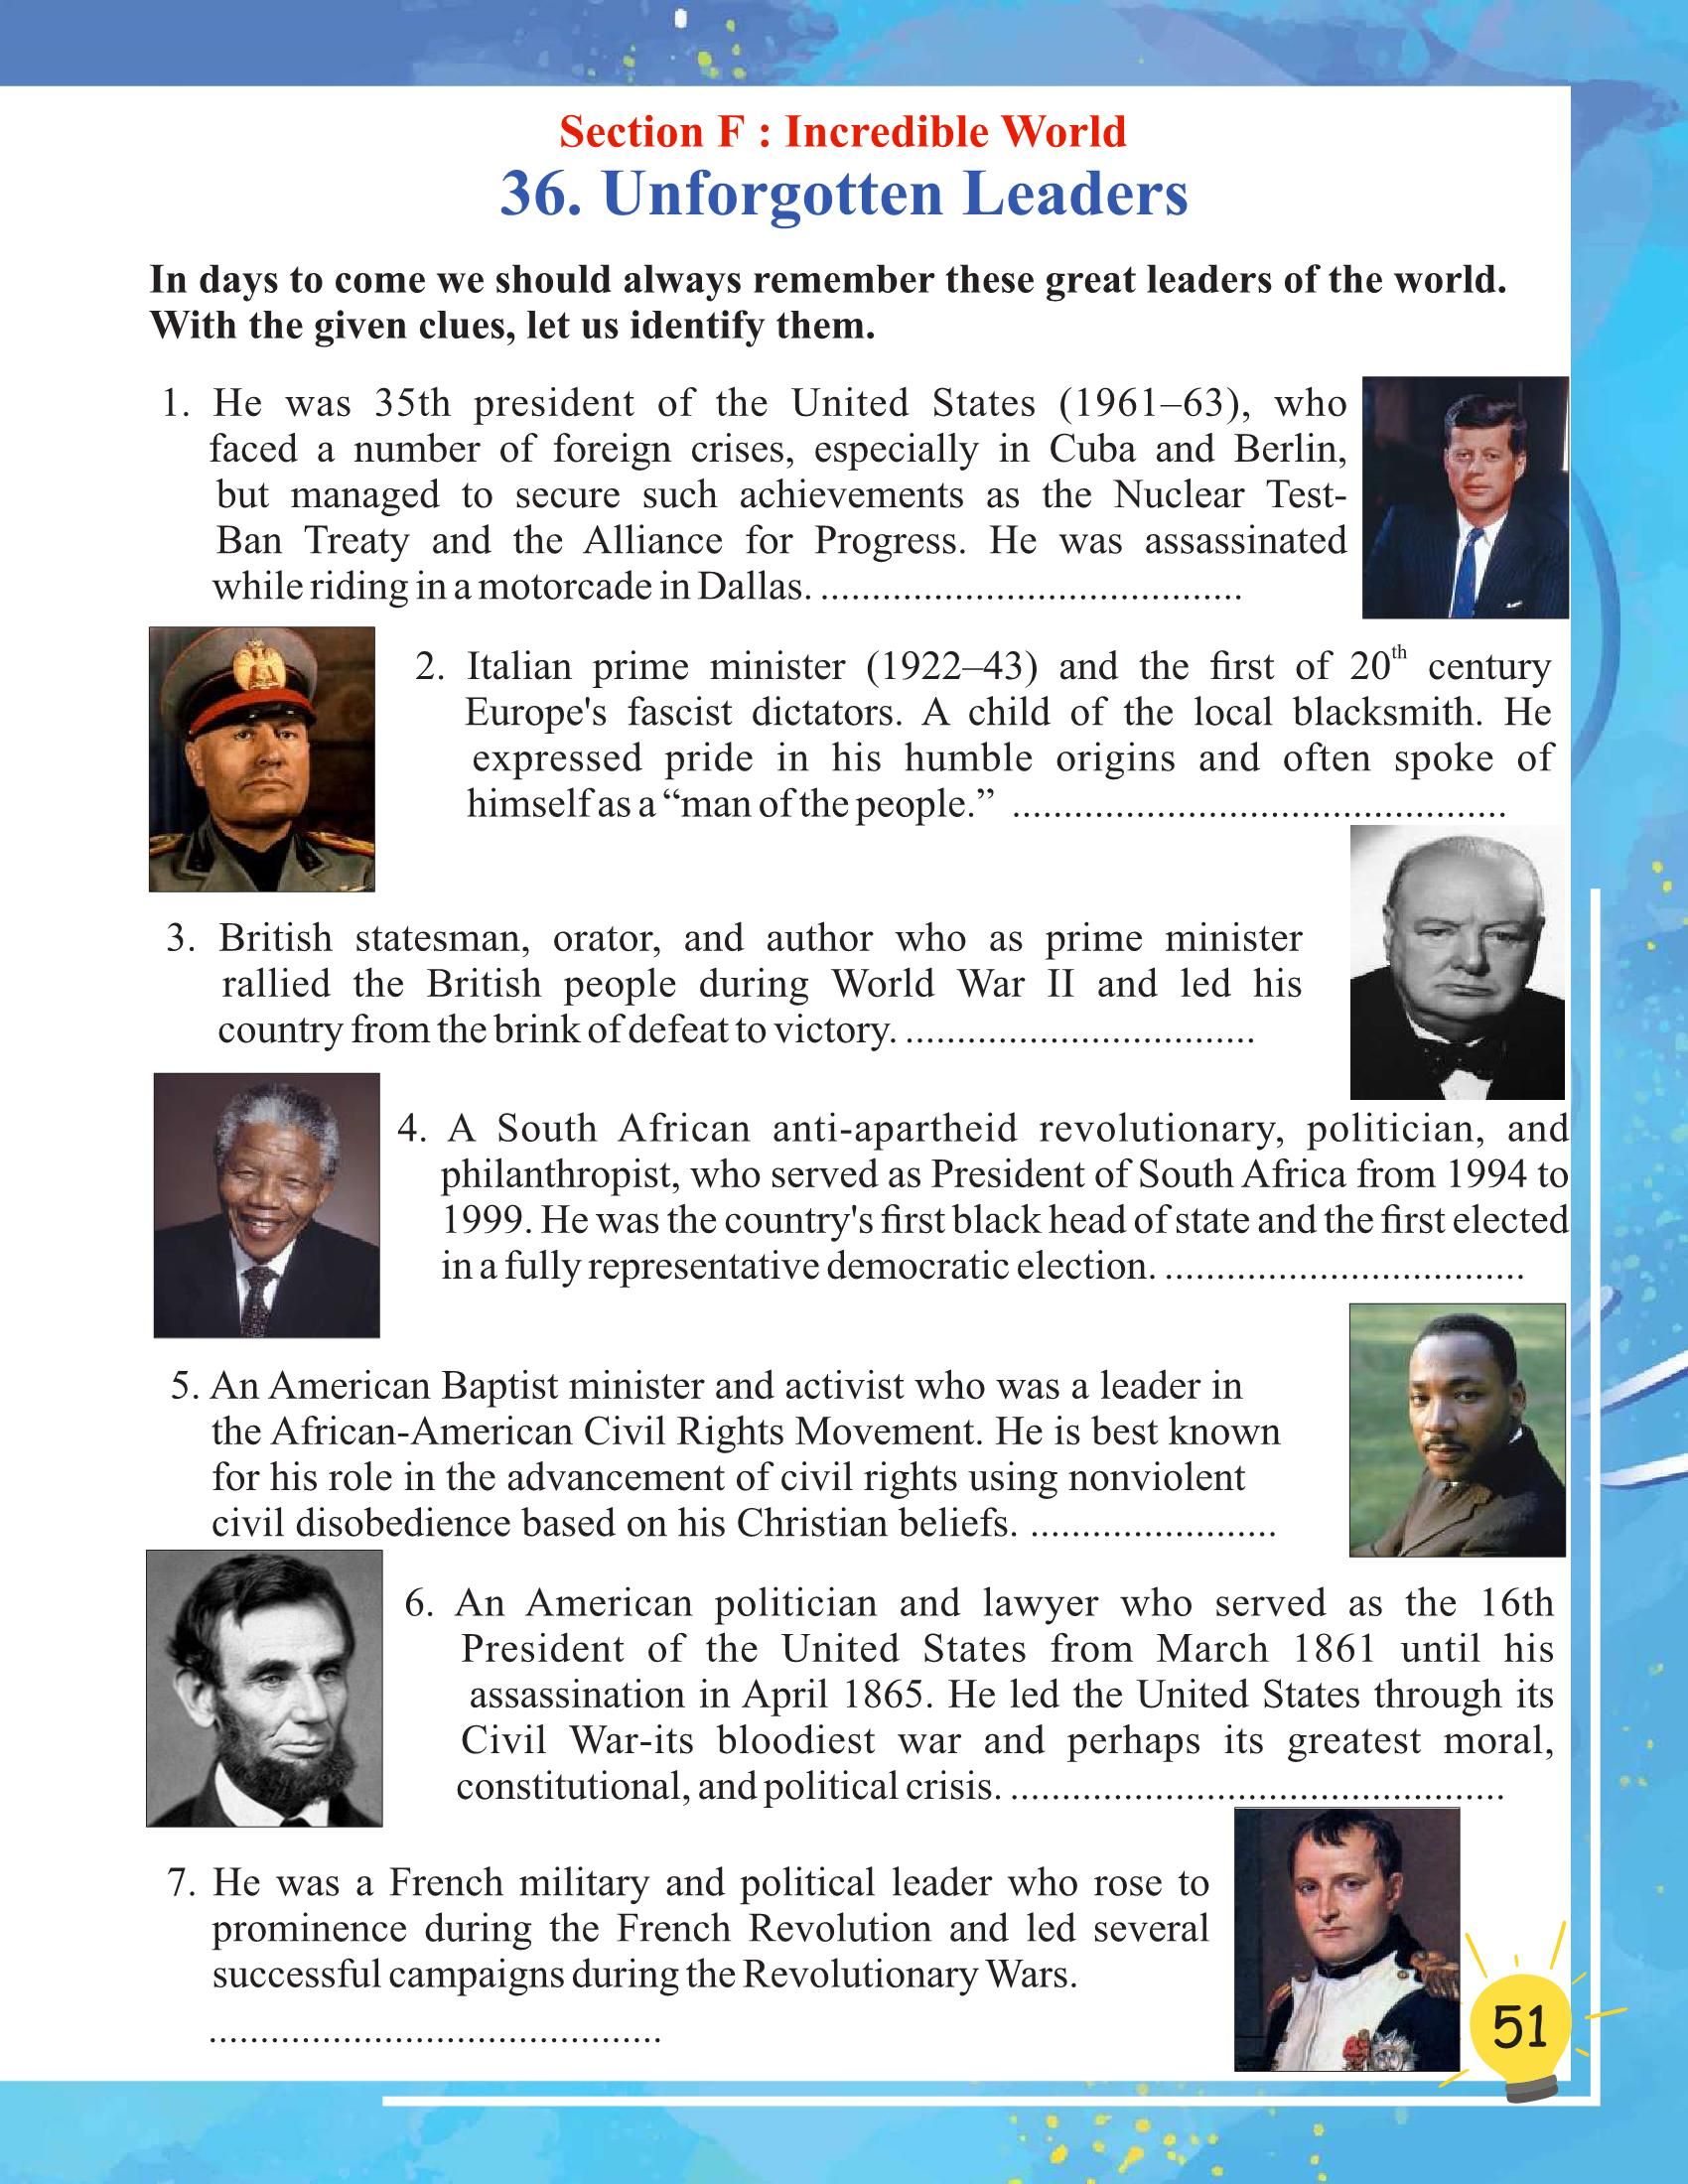 Section F : Incredible World
36. Unforgotten Leaders
In days to come we should always remember these great leaders of the world.
With the given clues, let us identify them.
1. He was 35th president of the United States (1961–63), who
faced a number of foreign crises, especially in Cuba and Berlin,
but managed to secure such achievements as the Nuclear Test-
Ban Treaty and the Alliance for Progress. He was assassinated
while riding in a motorcade in Dallas. .........................................
2. Italian prime minister (1922–43) and the first of 20th century
Europe's fascist dictators. A child of the local blacksmith. He
expressed pride in his humble origins and often spoke of
himself as a “man of the people.” ................................................
3. British statesman, orator, and author who as prime minister
rallied the British people during World War II and led his
country from the brink of defeat to victory. ..................................
4. A South African anti-apartheid revolutionary, politician, and
philanthropist, who served as President of South Africa from 1994 to
1999. He was the country's first black head of state and the first elected
in a fully representative democratic election. ...................................
5. An American Baptist minister and activist who was a leader in
the African-American Civil Rights Movement. He is best known
for his role in the advancement of civil rights using nonviolent
civil disobedience based on his Christian beliefs. ........................
6. An American politician and lawyer who served as the 16th
President of the United States from March 1861 until his
assassination in April 1865. He led the United States through its
Civil War-its bloodiest war and perhaps its greatest moral,
constitutional, and political crisis. ................................................
7. He was a French military and political leader who rose to
prominence during the French Revolution and led several
successful campaigns during the Revolutionary Wars.
............................................
51